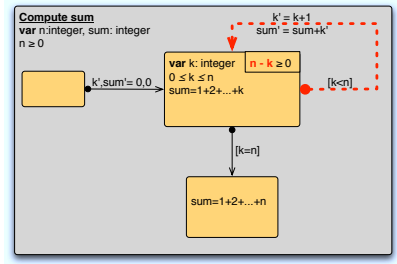 Compute sum
var n:integer, sum: integer
n ≥ 0
k' = k+1
sum' = sum+k'
var k: integer
n - k ≥ 0
0 ≤ k ≤ n
sum=1+2+...+k
k',sum'= 0,0
[k<n]
[k=n]
sum=1+2+...+n